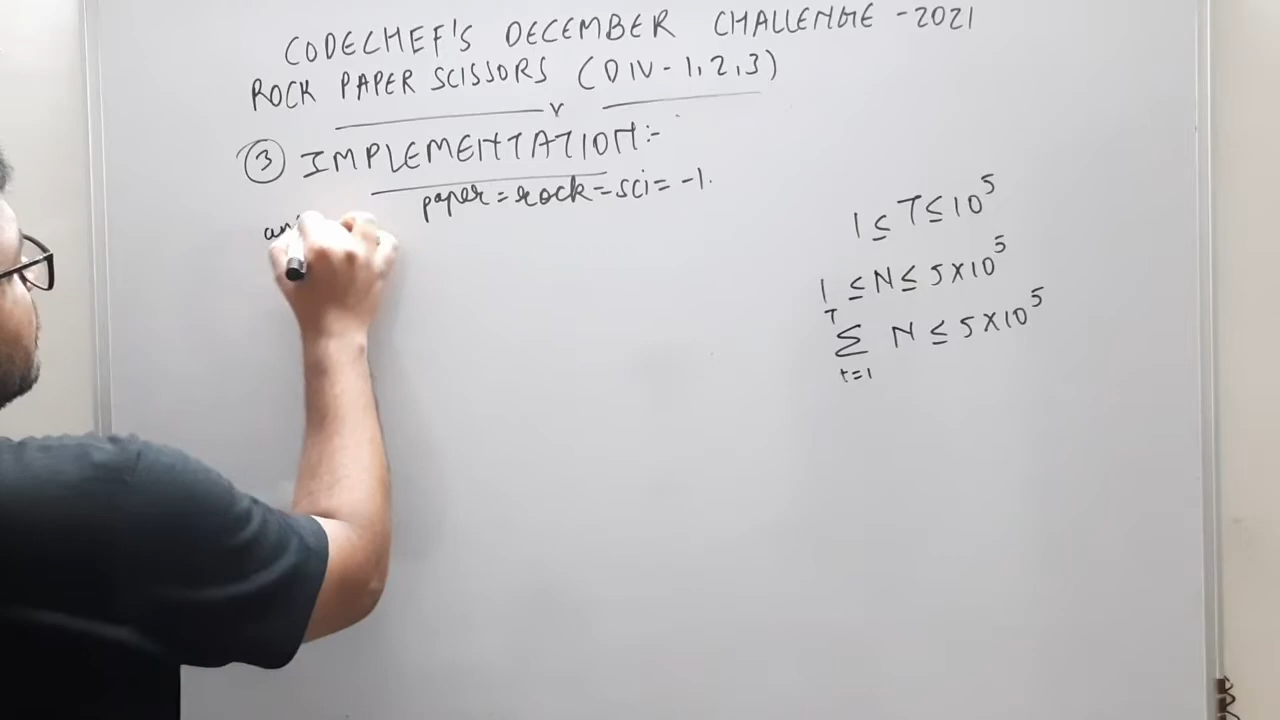 CODECHEF'S DECEMBER CHALLENGE - 2021
ROCK PAPER SCISSORS (DIV - 1, 2, 3)
③ IMPLEMENTATION:-
paper = rock = sci = -1.
1 ≤ T ≤ 10^5
1 ≤ N ≤ 5×10^5
T
∑ N ≤ 5×10^5
t=1